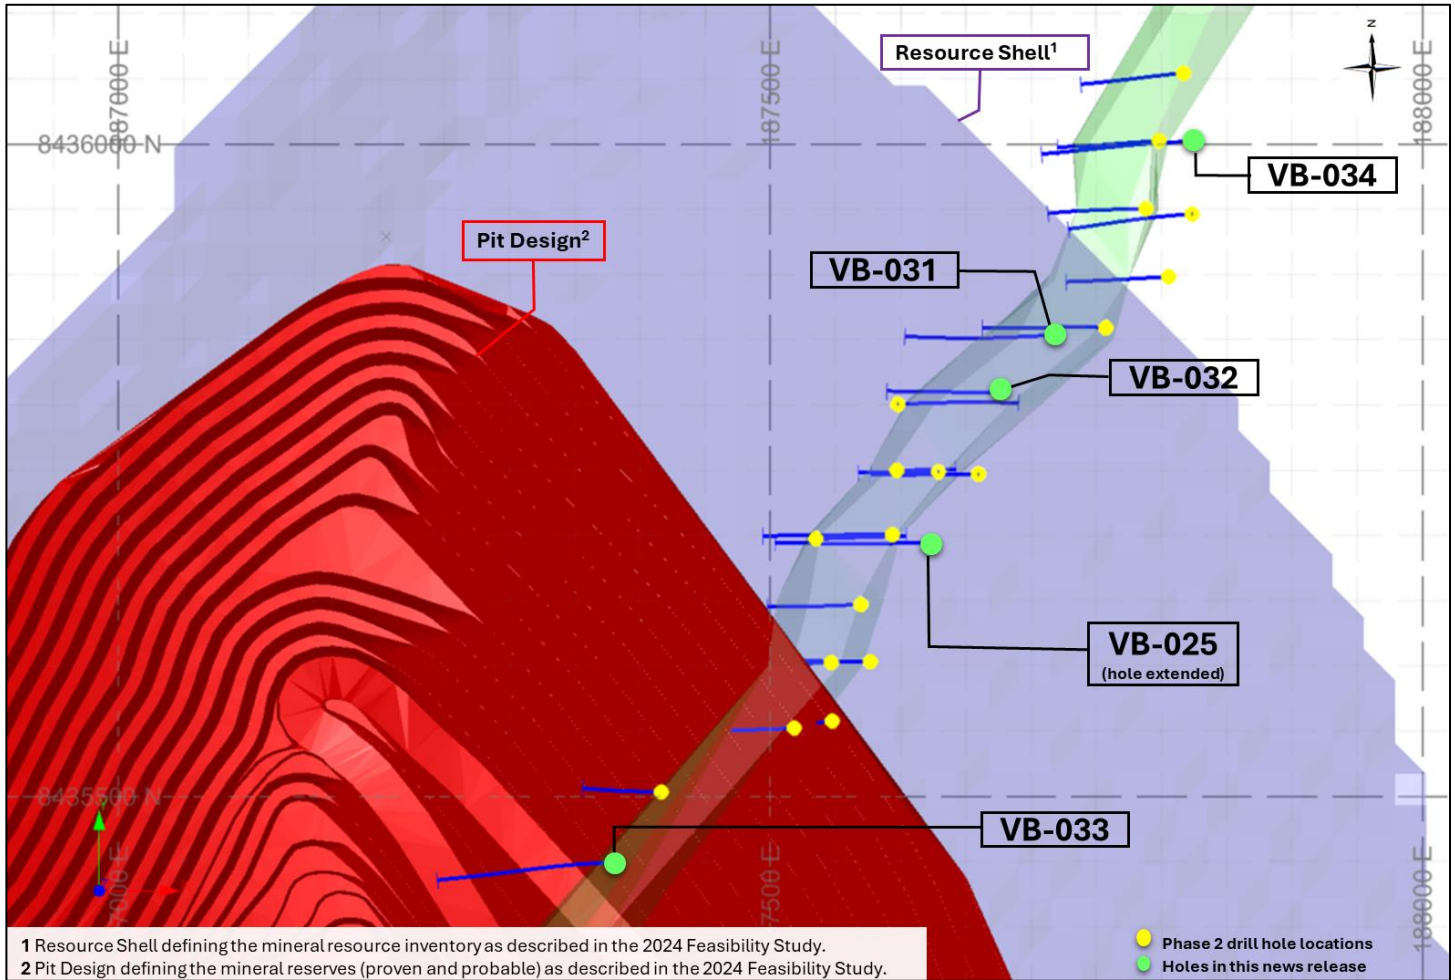 N
Resource Shell1
187000 E
187500 E
188000 E
8436000 N
VB-034
Pit Design2
VB-031
VB-032
VB-025
(hole extended)
8435500 N
VB-033
7000 E
7500 E
188000 E
1 Resource Shell defining the mineral resource inventory as described in the 2024 Feasibility Study.
2 Pit Design defining the mineral reserves (proven and probable) as described in the 2024 Feasibility Study.
Phase 2 drill hole locations
Holes in this news release